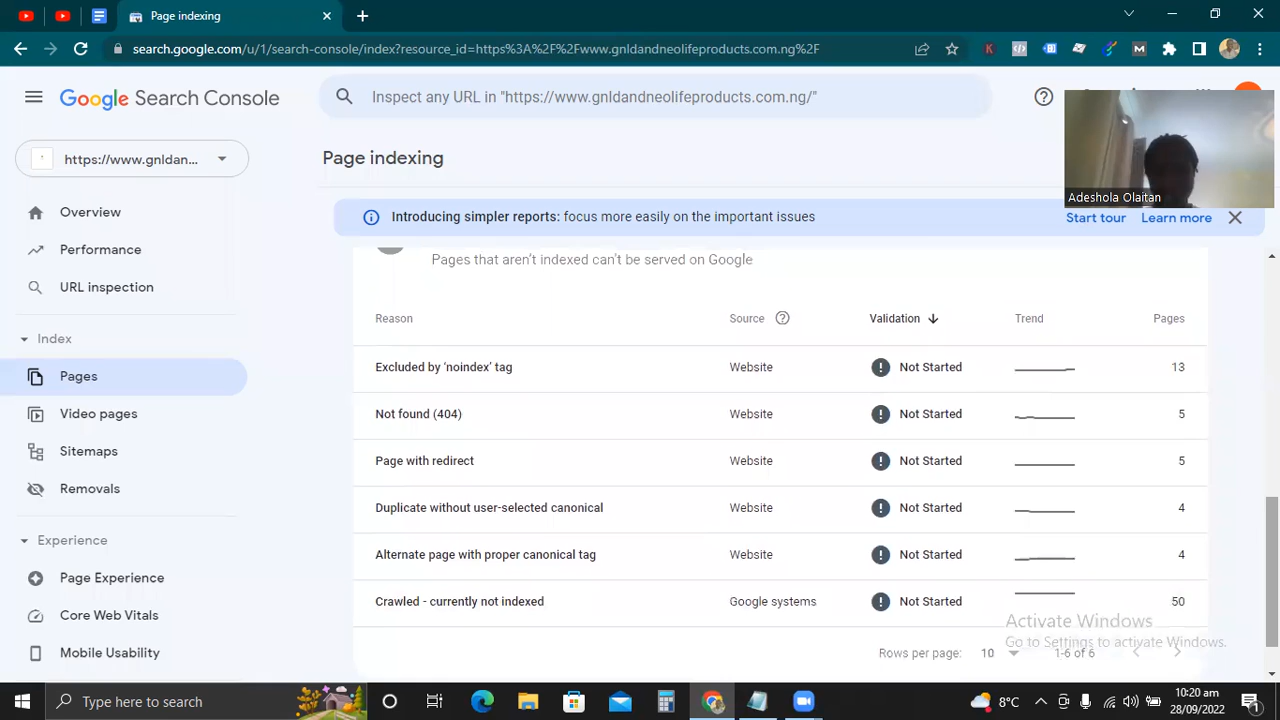 Page indexing
search.google.com/u/1/search-console/index?resource_id=https%3A%2F%2Fwww.gnldandneolifeproducts.com.ng%2F
Google Search Console
Inspect any URL in "https://www.gnldandneolifeproducts.com.ng/"
https://www.gnldan...
Page indexing
Adeshola Olaitan
Introducing simpler reports: focus more easily on the important issues
Start tour
Learn more
Overview
Performance
URL inspection
Index
Pages
Video pages
Sitemaps
Removals
Experience
Page Experience
Core Web Vitals
Mobile Usability
Pages that aren't indexed can't be served on Google
Reason Source Validation Trend Pages
Excluded by 'noindex' tag Website Not Started 13
Not found (404) Website Not Started 5
Page with redirect Website Not Started 5
Duplicate without user-selected canonical Website Not Started 4
Alternate page with proper canonical tag Website Not Started 4
Crawled - currently not indexed Google systems Not Started 50
Activate Windows
Go to Settings to activate Windows.
Rows per page: 10 1-6 of 6
Type here to search
8°C
10:20 am
28/09/2022
1